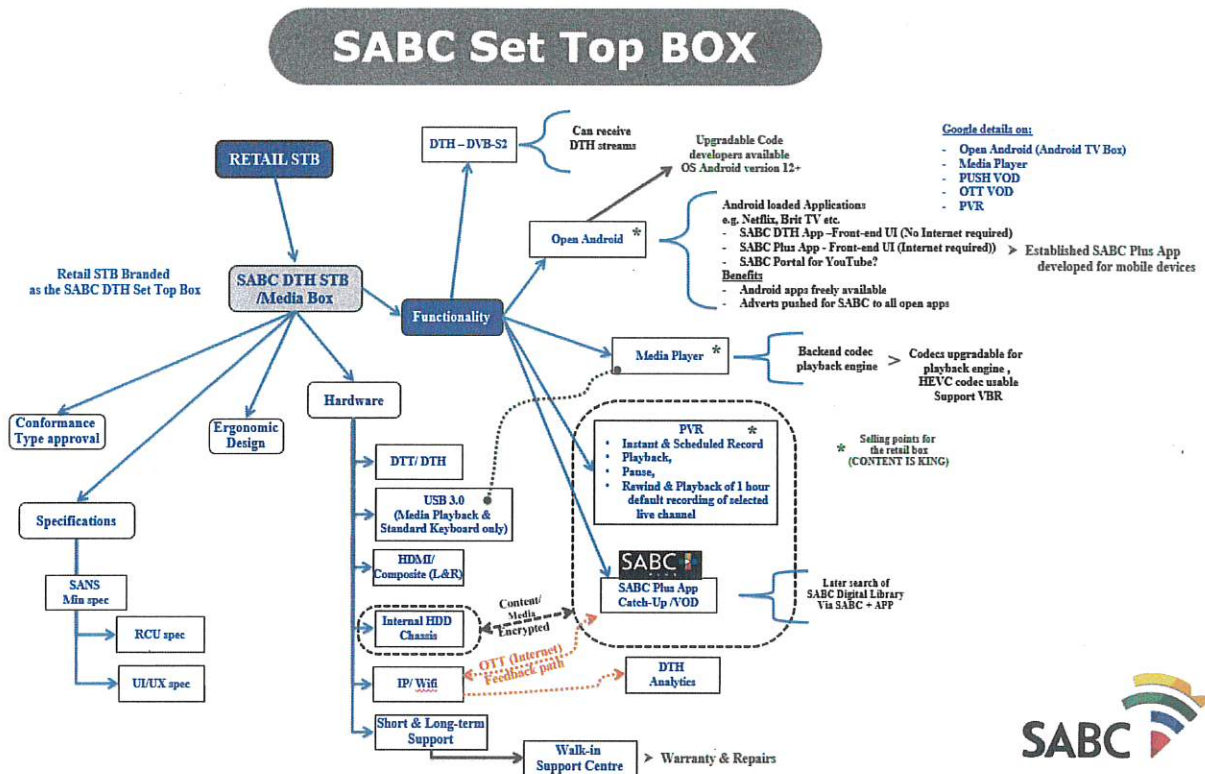 SABC Set Top BOX
RETAIL STB
Retail STB Branded
as the SABC DTH Set Top Box
SABC DTH STB
/Media Box
Functionality
DTH – DVB-S2
Can receive
DTH streams
Upgradable Code
developers available
OS Android version 12+
Google details on:
- Open Android (Android TV Box)
- Media Player
- PUSH VOD
- OTT VOD
- PVR
Open Android *
Android loaded Applications
e.g. Netflix, Brit TV etc.
- SABC DTH App –Front-end UI (No Internet required)
- SABC Plus App - Front-end UI (Internet required))
- SABC Portal for YouTube?
Benefits
- Android apps freely available
- Adverts pushed for SABC to all open apps
> Established SABC Plus App
developed for mobile devices
Media Player *
Backend codec
playback engine
> Codecs upgradable for
playback engine ,
HEVC codec usable
Support VBR
Conformance
Type approval
Ergonomic
Design
Hardware
Specifications
SANS
Min spec
RCU spec
UI/UX spec
DTT/ DTH
USB 3.0
(Media Playback &
Standard Keyboard only)
HDMI/
Composite (L&R)
Internal HDD
Chassis
IP/ Wifi
Short & Long-term
Support
Content/
Media
Encrypted
OTT (Internet)
Feedback path
PVR *
• Instant & Scheduled Record
• Playback,
• Pause,
• Rewind & Playback of 1 hour
default recording of selected
live channel
* Selling points for
the retail box
(CONTENT IS KING)
SABC
PLUS
SABC Plus App
Catch-Up /VOD
Later search of
SABC Digital Library
Via SABC + APP
DTH
Analytics
Walk-in
Support Centre
> Warranty & Repairs
SABC